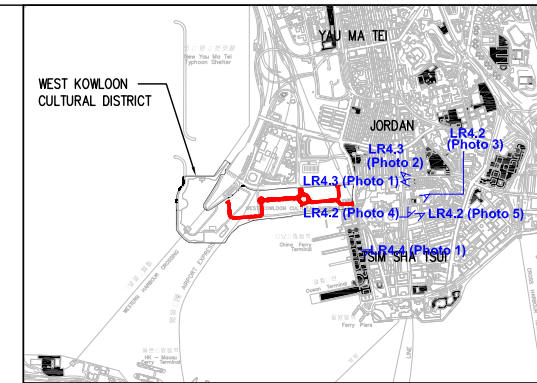 YAU MA TEI
New Yau Ma Tei
Typhoon Shelter
WEST KOWLOON
CULTURAL DISTRICT
JORDAN
LR4.2
(Photo 3)
LR4.3
(Photo 2)
LR4.3 (Photo 1)
LR4.2 (Photo 4)
LR4.2 (Photo 5)
China Ferry
Terminal
LR4.4 (Photo 1)
TSIM SHA TSUI
WESTERN HARBOUR CROSSING
AIRPORT EXPRESS
Ocean Terminal
Ferry Piers
HK - Macau
Ferry Terminal
LINE